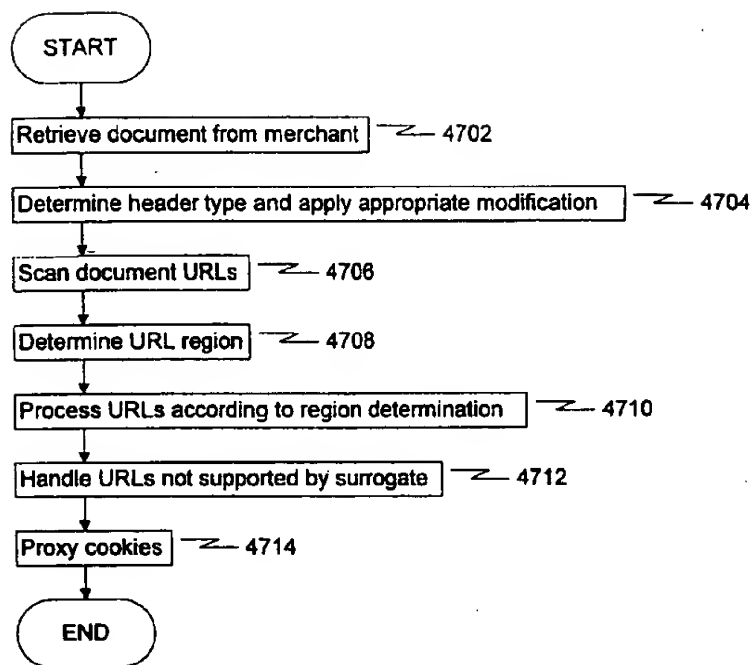 START
Retrieve document from merchant 4702
Determine header type and apply appropriate modification 4704
Scan document URLs 4706
Determine URL region 4708
Process URLs according to region determination 4710
Handle URLs not supported by surrogate 4712
Proxy cookies 4714
END